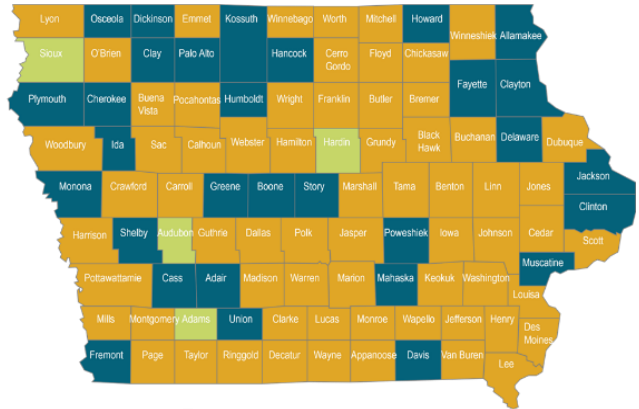 Lyon
Osceola
Dickinson
Emmet
Kossuth
Winnebago
Worth
Mitchell
Howard
Winneshiek
Allamakee
Sioux
O'Brien
Clay
Palo Alto
Hancock
Cerro
Gordo
Floyd
Chickasaw
Fayette
Clayton
Plymouth
Cherokee
Buena
Vista
Pocahontas
Humboldt
Wright
Franklin
Butler
Bremer
Woodbury
Ida
Sac
Calhoun
Webster
Hamilton
Hardin
Grundy
Black
Hawk
Buchanan
Delaware
Dubuque
Monona
Crawford
Carroll
Greene
Boone
Story
Marshall
Tama
Benton
Linn
Jones
Jackson
Clinton
Harrison
Shelby
Audubon
Guthrie
Dallas
Polk
Jasper
Poweshiek
Iowa
Johnson
Cedar
Scott
Muscatine
Pottawattamie
Cass
Adair
Madison
Warren
Marion
Mahaska
Keokuk
Washington
Louisa
Mills
Montgomery
Adams
Union
Clarke
Lucas
Monroe
Wapello
Jefferson
Henry
Des
Moines
Fremont
Page
Taylor
Ringgold
Decatur
Wayne
Appanoose
Davis
Van Buren
Lee